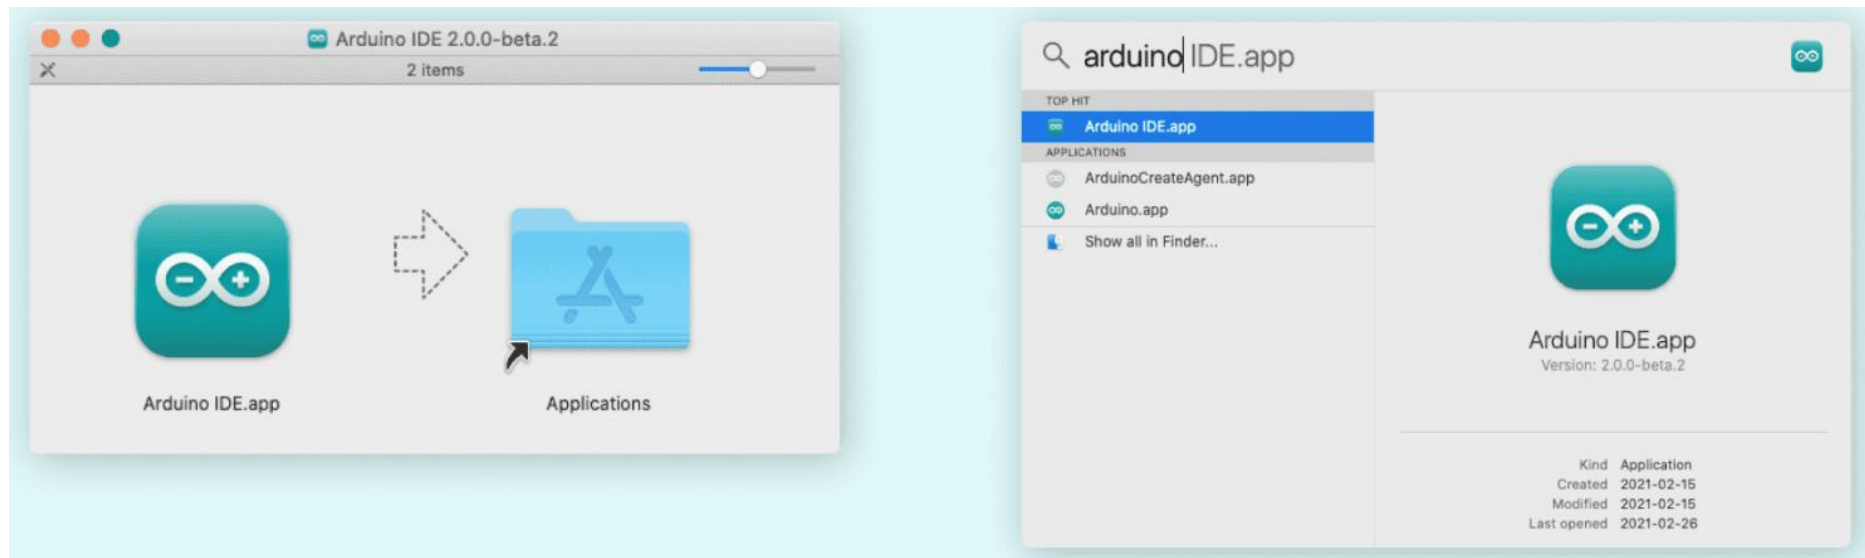 Arduino IDE 2.0.0-beta.2
2 items
Arduino IDE.app
Applications
arduino IDE.app
TOP HIT
Arduino IDE.app
APPLICATIONS
ArduinoCreateAgent.app
Arduino.app
Show all in Finder...
Arduino IDE.app
Version: 2.0.0-beta.2
Kind Application
Created 2021-02-15
Modified 2021-02-15
Last opened 2021-02-26